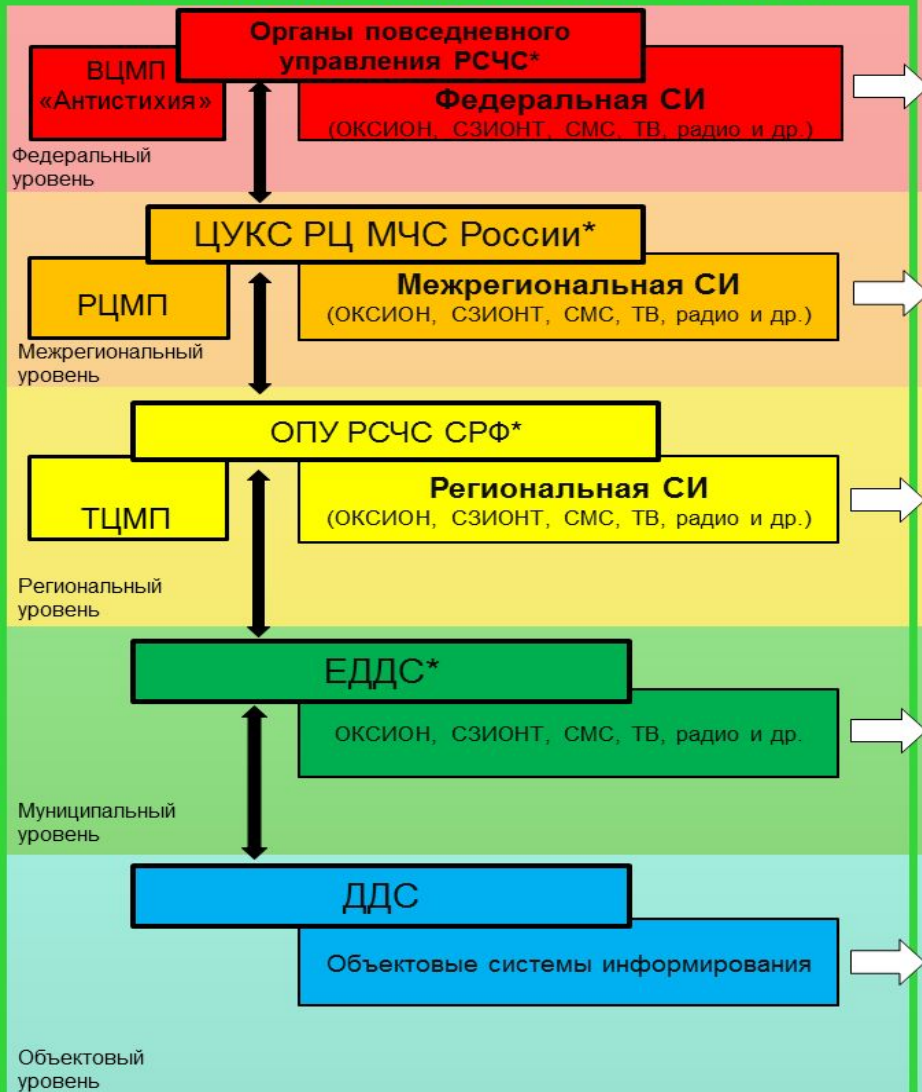 Органы повседневного
управления РСЧС*
ВЦМП
«Антистихия»
Федеральная СИ
(ОКСИОН, СЗИОНТ, СМС, ТВ, радио и др.)
Федеральный
уровень
ЦУКС РЦ МЧС России*
РЦМП
Межрегиональная СИ
(ОКСИОН, СЗИОНТ, СМС, ТВ, радио и др.)
Межрегиональный
уровень
ОПУ РСЧС СРФ*
ТЦМП
Региональная СИ
(ОКСИОН, СЗИОНТ, СМС, ТВ, радио и др.)
Региональный
уровень
ЕДДС*
ОКСИОН, СЗИОНТ, СМС, ТВ, радио и др.
Муниципальный
уровень
ДДС
Объектовые системы информирования
Объектовый
уровень